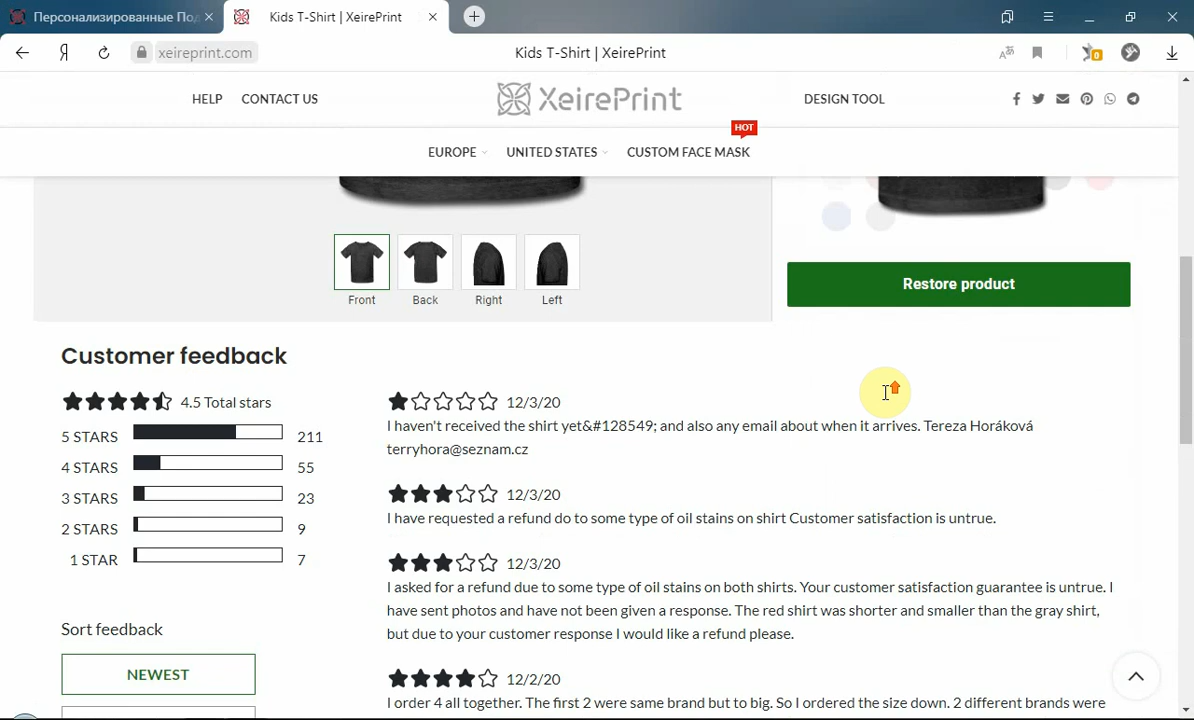 Персонализированные По
Kids T-Shirt | XeirePrint
xeireprint.com
Kids T-Shirt | XeirePrint
0
HELP
CONTACT US
XeirePrint
DESIGN TOOL
HOT
EUROPE
UNITED STATES
CUSTOM FACE MASK
Front
Back
Right
Left
Restore product
Customer feedback
4.5 Total stars
5 STARS 211
4 STARS 55
3 STARS 23
2 STARS 9
1 STAR 7
Sort feedback
NEWEST
12/3/20
I haven't received the shirt yet&#128549; and also any email about when it arrives. Tereza Horáková
terryhora@seznam.cz
12/3/20
I have requested a refund do to some type of oil stains on shirt Customer satisfaction is untrue.
12/3/20
I asked for a refund due to some type of oil stains on both shirts. Your customer satisfaction guarantee is untrue. I
have sent photos and have not been given a response. The red shirt was shorter and smaller than the gray shirt,
but due to your customer response I would like a refund please.
12/2/20
I order 4 all together. The first 2 were same brand but to big. So I ordered the size down. 2 different brands were